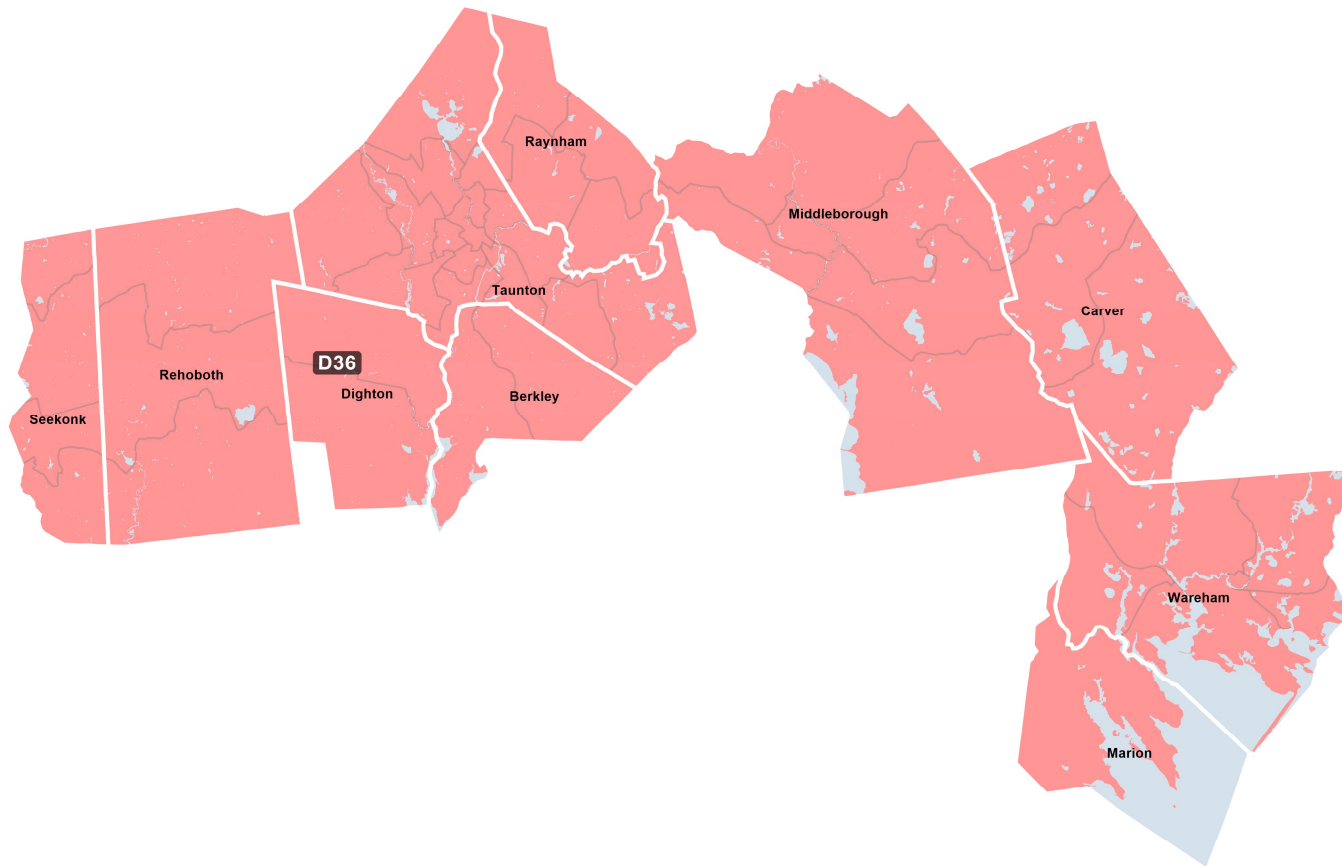 Raynham
Middleborough
Taunton
Carver
D36
Rehoboth
Dighton
Berkley
Seekonk
Wareham
Marion